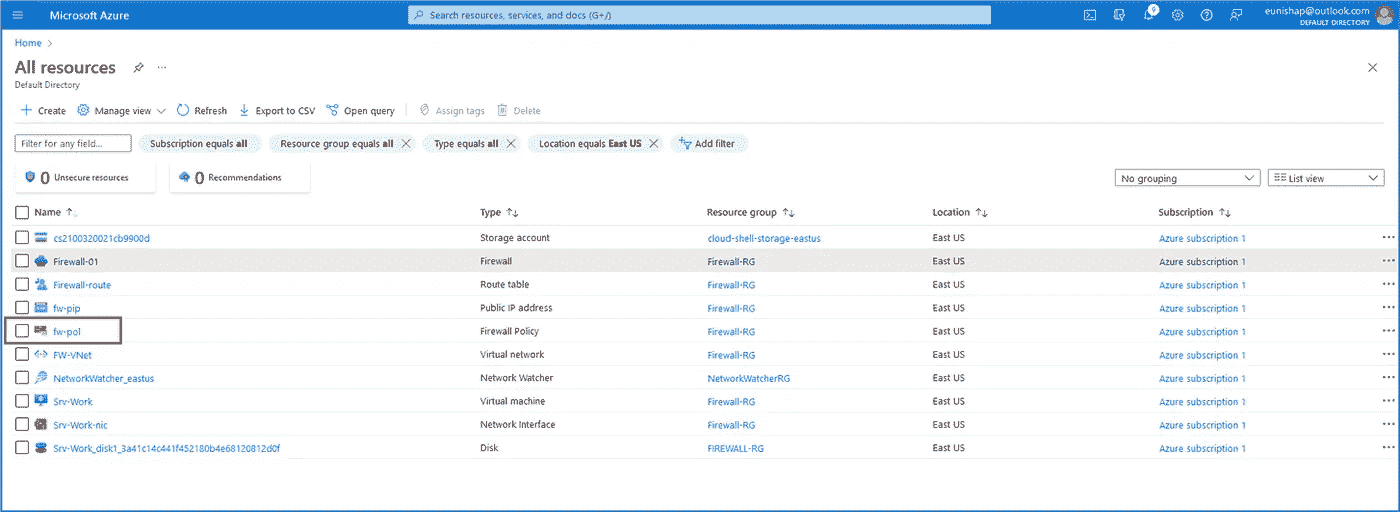 Microsoft Azure
Search resources, services, and docs (G+/)
eunishap@outlook.com
DEFAULT DIRECTORY
Home
All resources
Default Directory
Create Manage view Refresh Export to CSV Open query Assign tags Delete
Filter for any field... Subscription equals all Resource group equals all Type equals all Location equals East US Add filter
0 Unsecure resources 0 Recommendations No grouping List view
Name Type Resource group Location Subscription
cs2100320021cb9900d Storage account cloud-shell-storage-eastus East US Azure subscription 1
Firewall-01 Firewall Firewall-RG East US Azure subscription 1
Firewall-route Route table Firewall-RG East US Azure subscription 1
fw-pip Public IP address Firewall-RG East US Azure subscription 1
fw-pol Firewall Policy Firewall-RG East US Azure subscription 1
FW-VNet Virtual network Firewall-RG East US Azure subscription 1
NetworkWatcher_eastus Network Watcher NetworkWatcherRG East US Azure subscription 1
Srv-Work Virtual machine Firewall-RG East US Azure subscription 1
Srv-Work-nic Network Interface Firewall-RG East US Azure subscription 1
Srv-Work_disk1_3a41c14c441f452180b4e68120812d0f Disk FIREWALL-RG East US Azure subscription 1